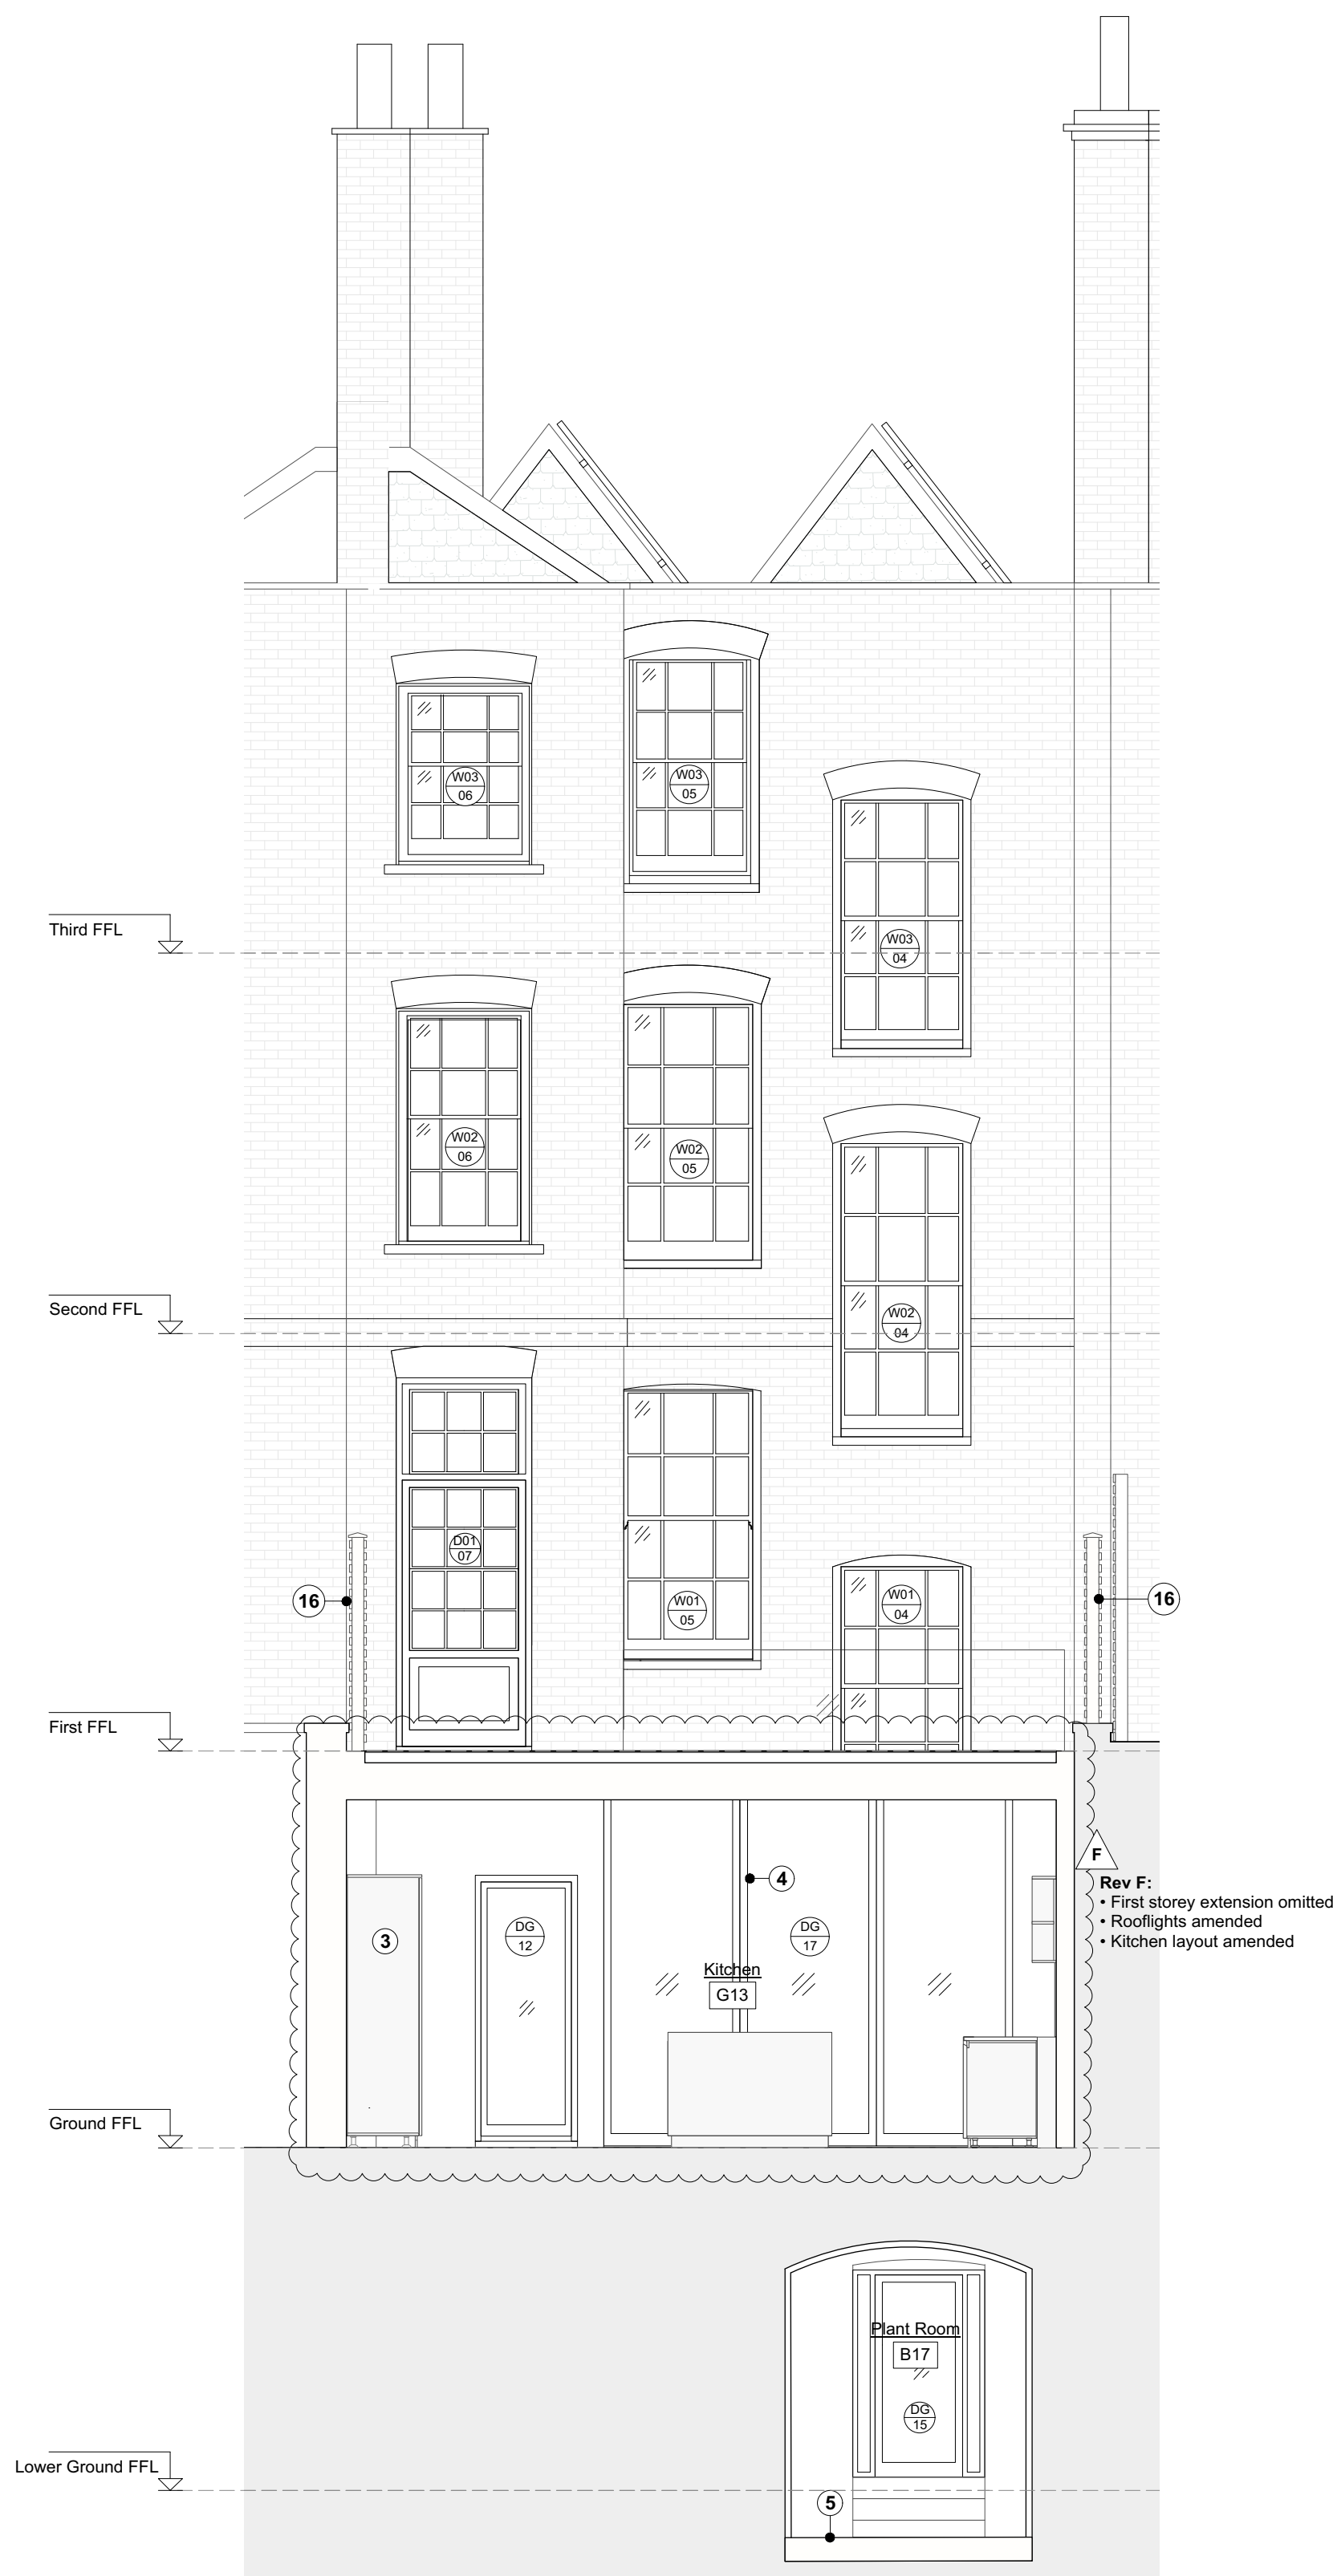 W03
06
W03
05
Third FFL
W03
04
W02
06
W02
05
Second FFL
W02
04
D01
07
16
W01
05
W01
04
16
First FFL
F
Rev F:
• First storey extension omitted
• Rooflights amended
• Kitchen layout amended
4
3
DG
12
DG
17
Kitchen
G13
Ground FFL
Plant Room
B17
DG
15
Lower Ground FFL
5